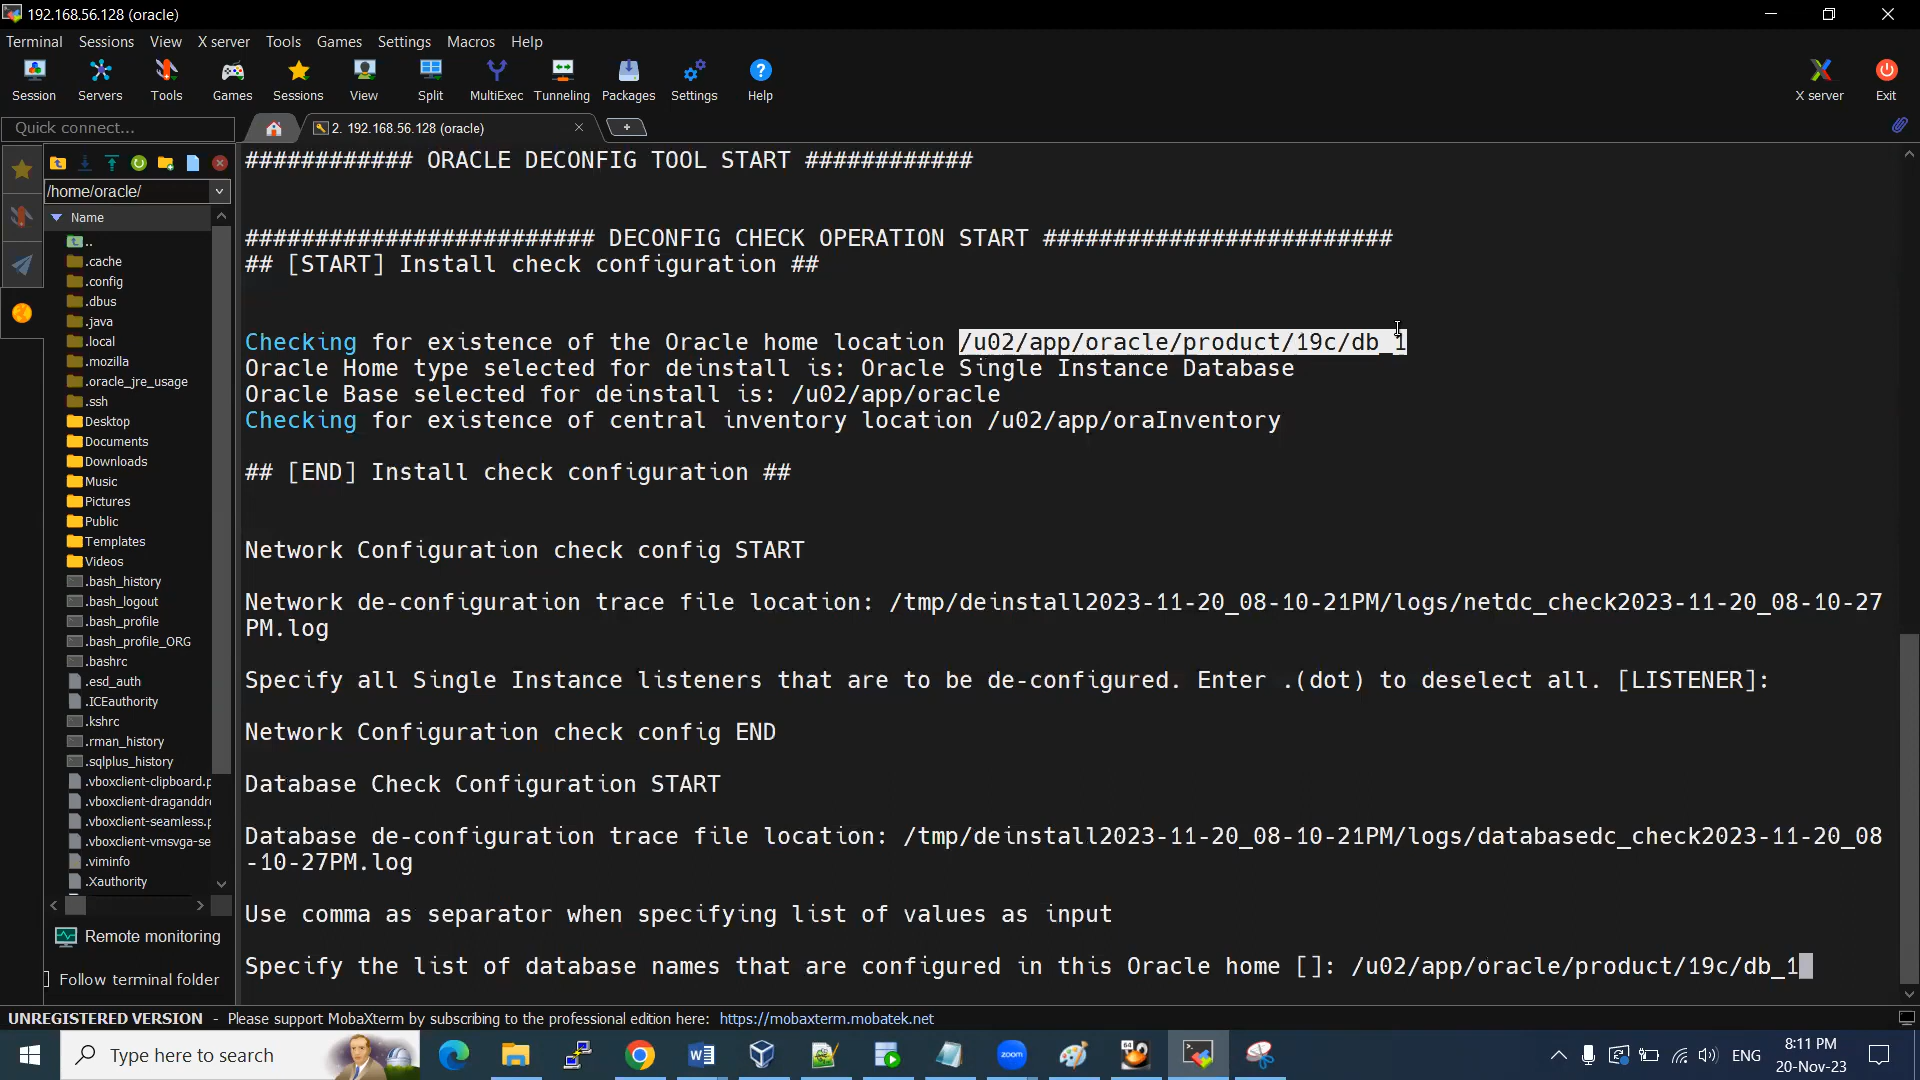 192.168.56.128 (oracle)
Terminal Sessions View X server Tools Games Settings Macros Help
Session Servers Tools Games Sessions View Split MultiExec Tunneling Packages Settings Help X server Exit
Quick connect...
2. 192.168.56.128 (oracle)
/home/oracle/
Name
..
.cache
.config
.dbus
.java
.local
.mozilla
.oracle_jre_usage
.ssh
Desktop
Documents
Downloads
Music
Pictures
Public
Templates
Videos
.bash_history
.bash_logout
.bash_profile
.bash_profile_ORG
.bashrc
.esd_auth
.ICEauthority
.kshrc
.rman_history
.sqlplus_history
.vboxclient-clipboard.p
.vboxclient-draganddro
.vboxclient-seamless.p
.vboxclient-vmsvga-se
.viminfo
.Xauthority
Remote monitoring
Follow terminal folder
############ ORACLE DECONFIG TOOL START ############
######################### DECONFIG CHECK OPERATION START #########################
## [START] Install check configuration ##
Checking for existence of the Oracle home location /u02/app/oracle/product/19c/db_1
Oracle Home type selected for deinstall is: Oracle Single Instance Database
Oracle Base selected for deinstall is: /u02/app/oracle
Checking for existence of central inventory location /u02/app/oraInventory
## [END] Install check configuration ##
Network Configuration check config START
Network de-configuration trace file location: /tmp/deinstall2023-11-20_08-10-21PM/logs/netdc_check2023-11-20_08-10-27
PM.log
Specify all Single Instance listeners that are to be de-configured. Enter .(dot) to deselect all. [LISTENER]:
Network Configuration check config END
Database Check Configuration START
Database de-configuration trace file location: /tmp/deinstall2023-11-20_08-10-21PM/logs/databasedc_check2023-11-20_08
-10-27PM.log
Use comma as separator when specifying list of values as input
Specify the list of database names that are configured in this Oracle home []: /u02/app/oracle/product/19c/db_1
UNREGISTERED VERSION - Please support MobaXterm by subscribing to the professional edition here: https://mobaxterm.mobatek.net
Type here to search
zoom
64
ENG
8:11 PM
20-Nov-23